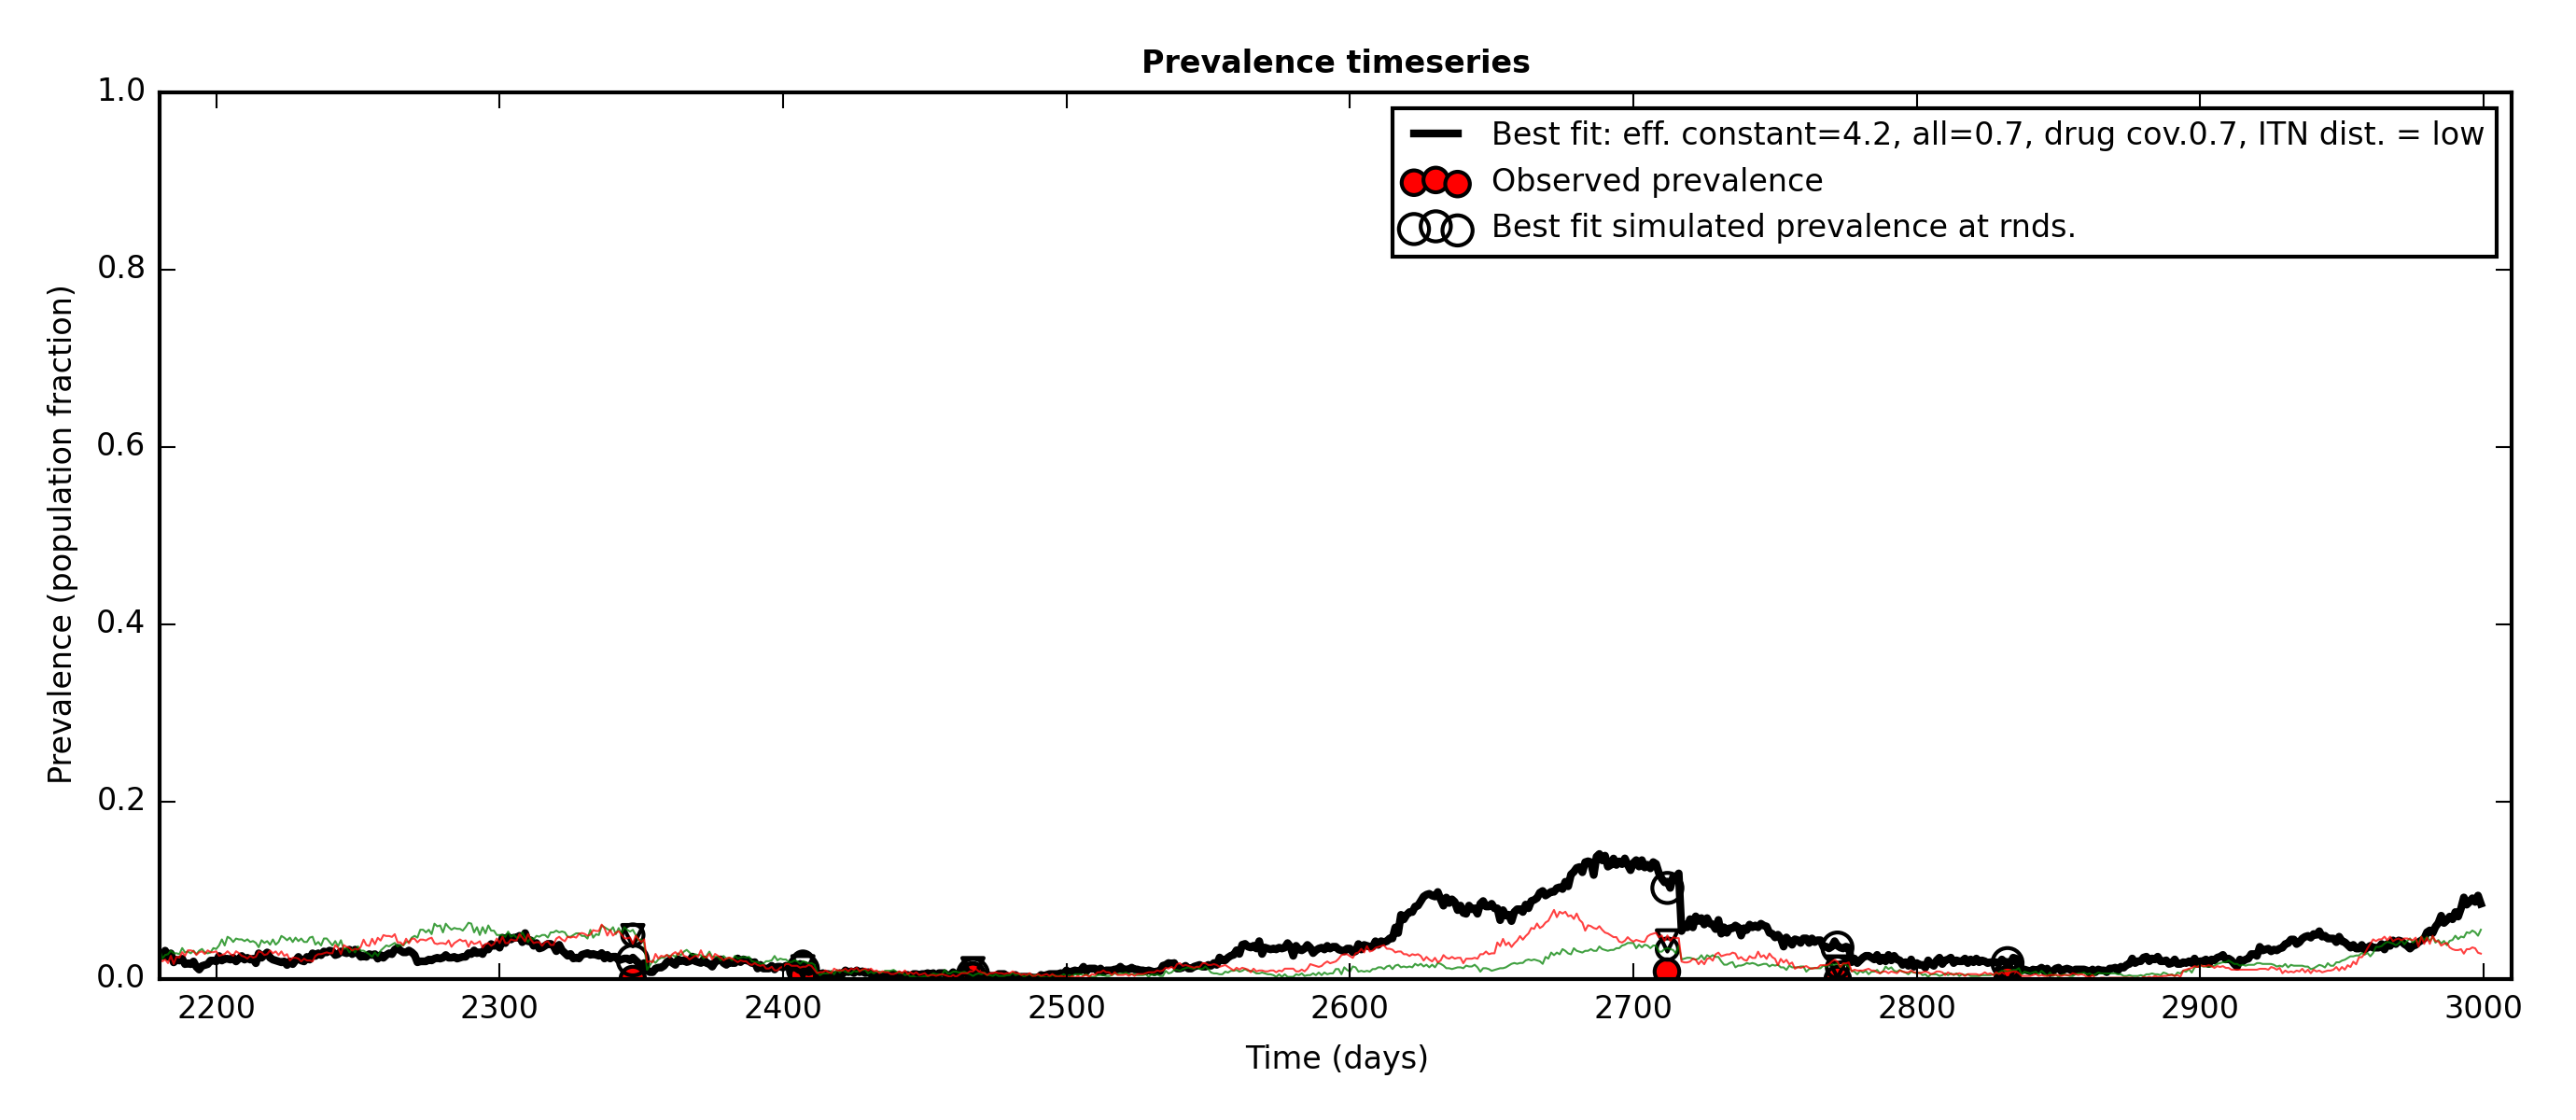 Prevalence timeseries
1.0
0.8
0.6
0.4
0.2
0.0
Prevalence (population fraction)
Best fit: eff. constant=4.2, all=0.7, drug cov.0.7, ITN dist. = low
Observed prevalence
Best fit simulated prevalence at rnds.
2200 2300 2400 2500 2600 2700 2800 2900 3000
Time (days)